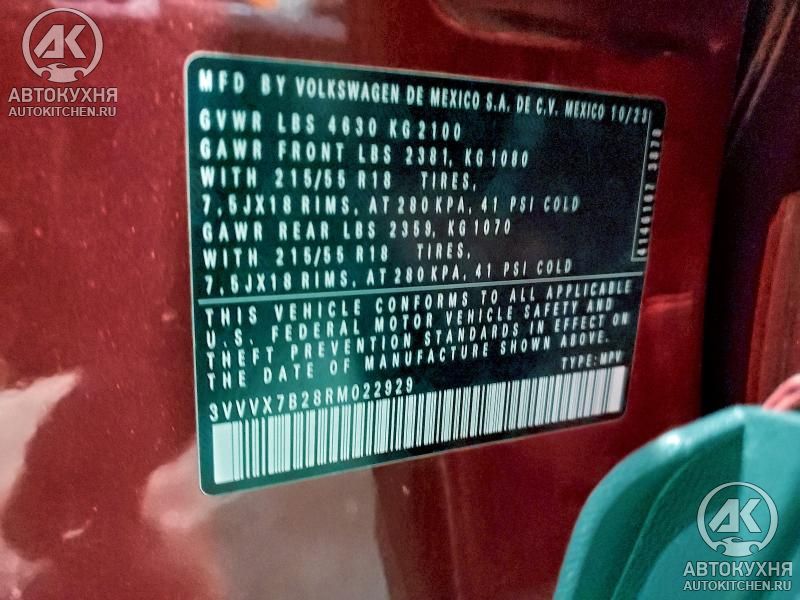 AK
АВТОКУХНЯ
AUTOKITCHEN.RU
MFD BY VOLKSWAGEN DE MEXICO S.A. DE C.V. MEXICO 10/23
GVWR LBS 4630 KG 2100
GAWR FRONT LBS 2381, KG 1080
WITH 215/55 R18 TIRES,
7,5JX18 RIMS, AT 280 KPA, 41 PSI COLD
GAWR REAR LBS 2359, KG 1070
WITH 215/55 R18 TIRES,
7,5JX18 RIMS, AT 280 KPA, 41 PSI COLD
THIS VEHICLE CONFORMS TO ALL APPLICABLE
U.S. FEDERAL MOTOR VEHICLE SAFETY AND
THEFT PREVENTION STANDARDS IN EFFECT ON
THE DATE OF MANUFACTURE SHOWN ABOVE.
TYPE: MPV
3VVVX7B28RM022929
AK
АВТОКУХНЯ
AUTOKITCHEN.RU